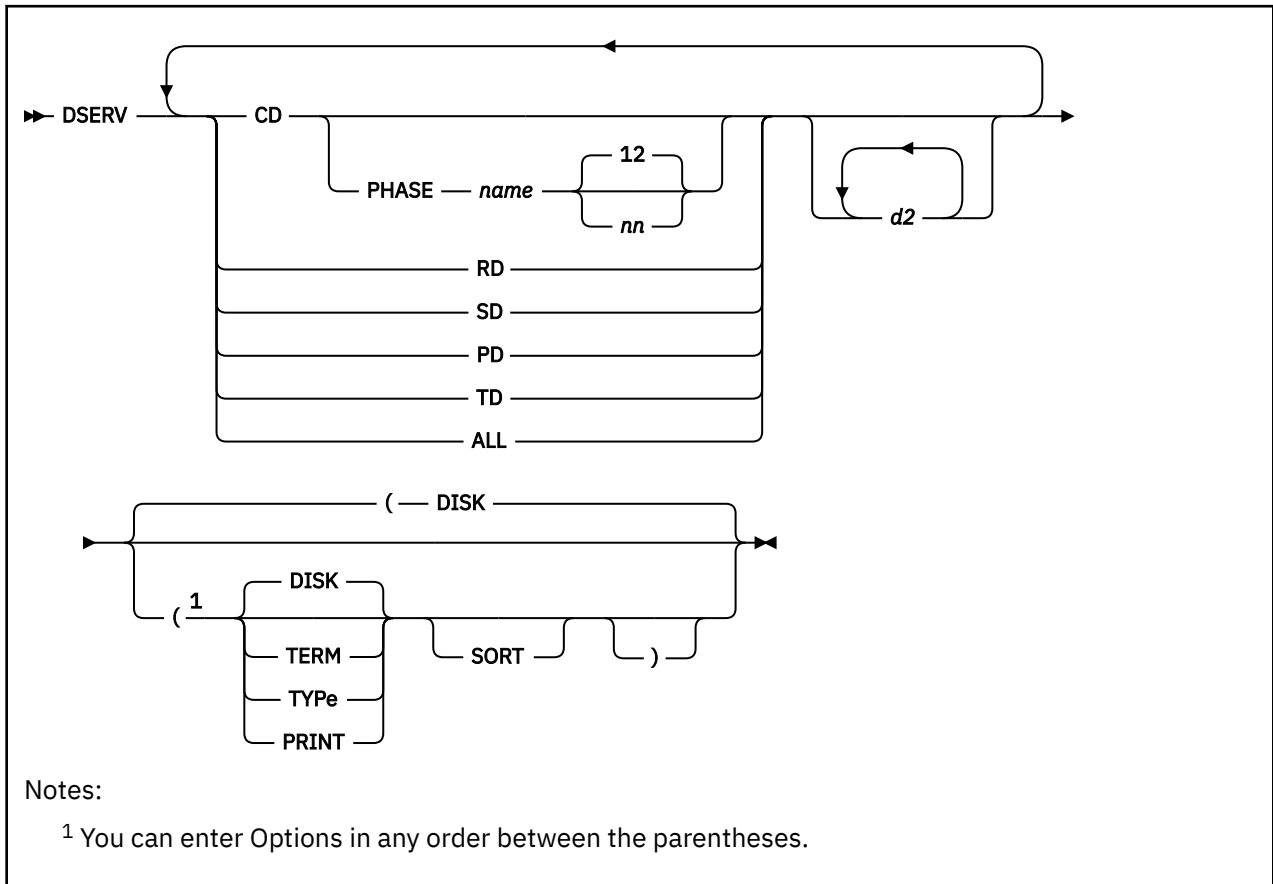 DSERV CD
12
PHASE name
nn
d2
RD
SD
PD
TD
ALL
( DISK
DISK
( 1
TERM SORT )
TYPe
PRINT
Notes:
1 You can enter Options in any order between the parentheses.